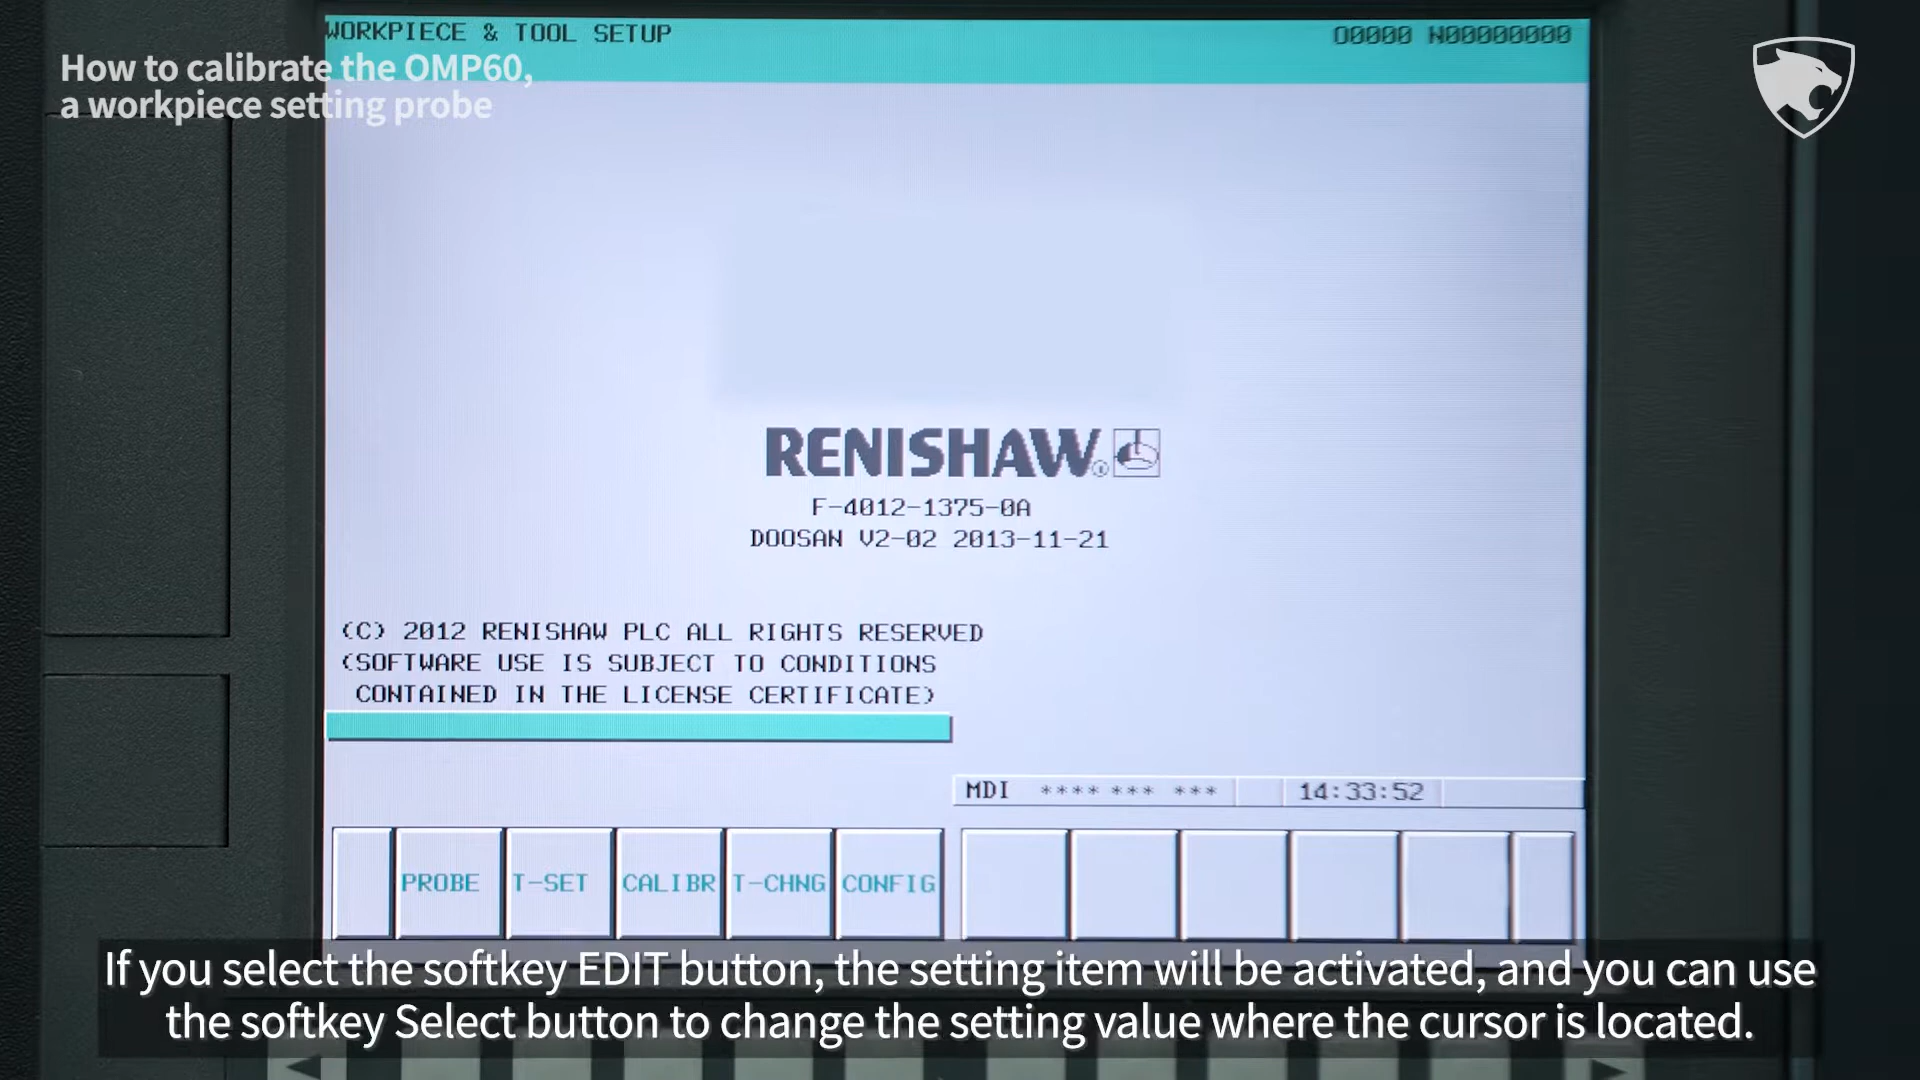 WORKPIECE & TOOL SETUP
O0000 N00000000
How to calibrate the OMP60,
a workpiece setting probe
RENISHAW
F-4012-1375-0A
DOOSAN V2-02 2013-11-21
(C) 2012 RENISHAW PLC ALL RIGHTS RESERVED
(SOFTWARE USE IS SUBJECT TO CONDITIONS
CONTAINED IN THE LICENSE CERTIFICATE)
MDI **** *** *** 14:33:52
PROBE T-SET CALIBR T-CHNG CONFIG
If you select the softkey EDIT button, the setting item will be activated, and you can use
the softkey Select button to change the setting value where the cursor is located.